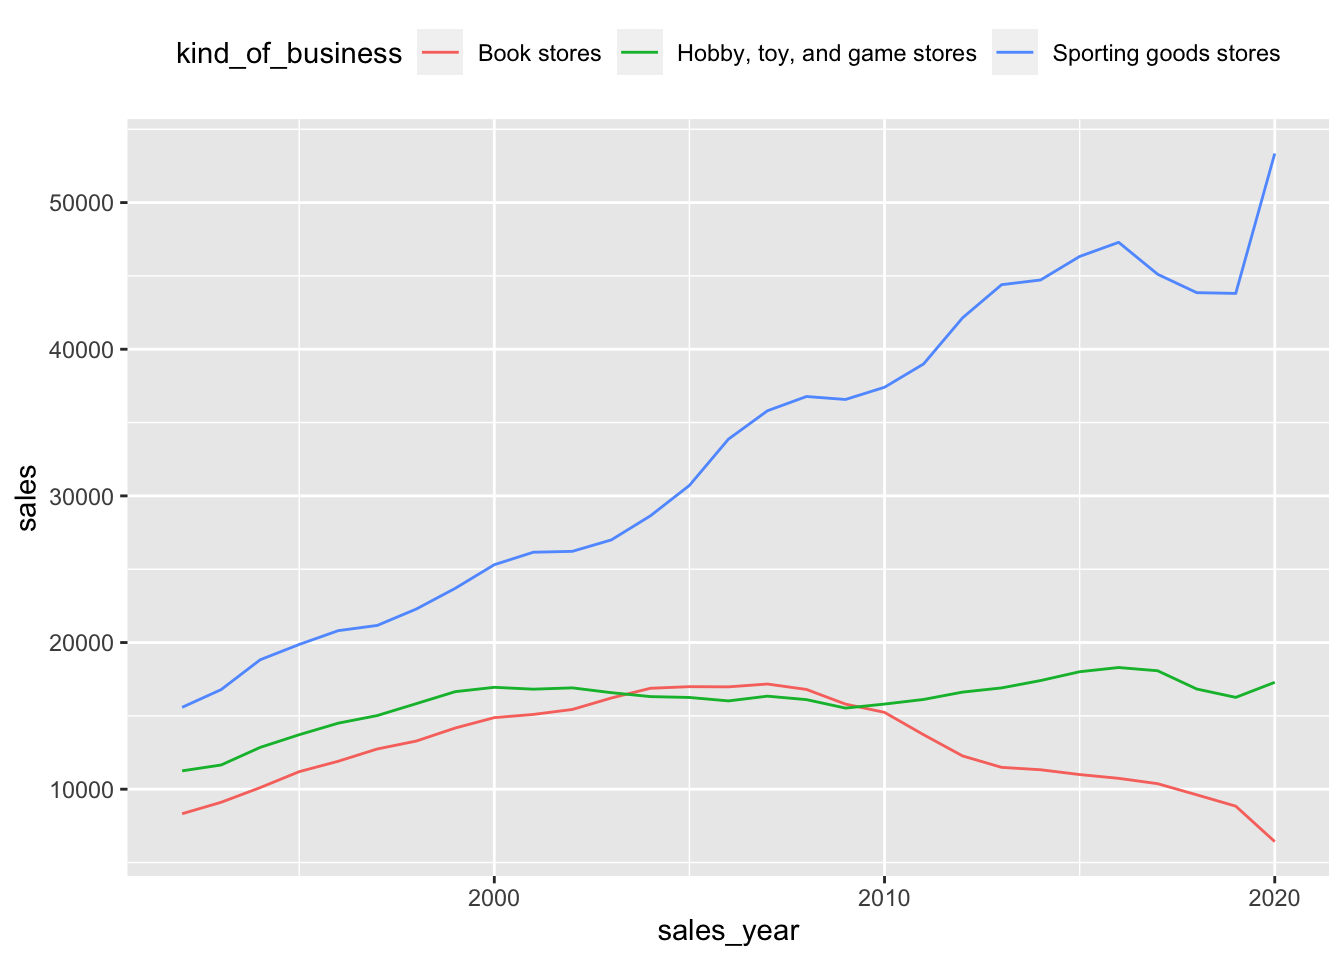 kind_of_business Book stores Hobby, toy, and game stores Sporting goods stores
50000
40000
30000
20000
10000
sales
2000 2010 2020
sales_year